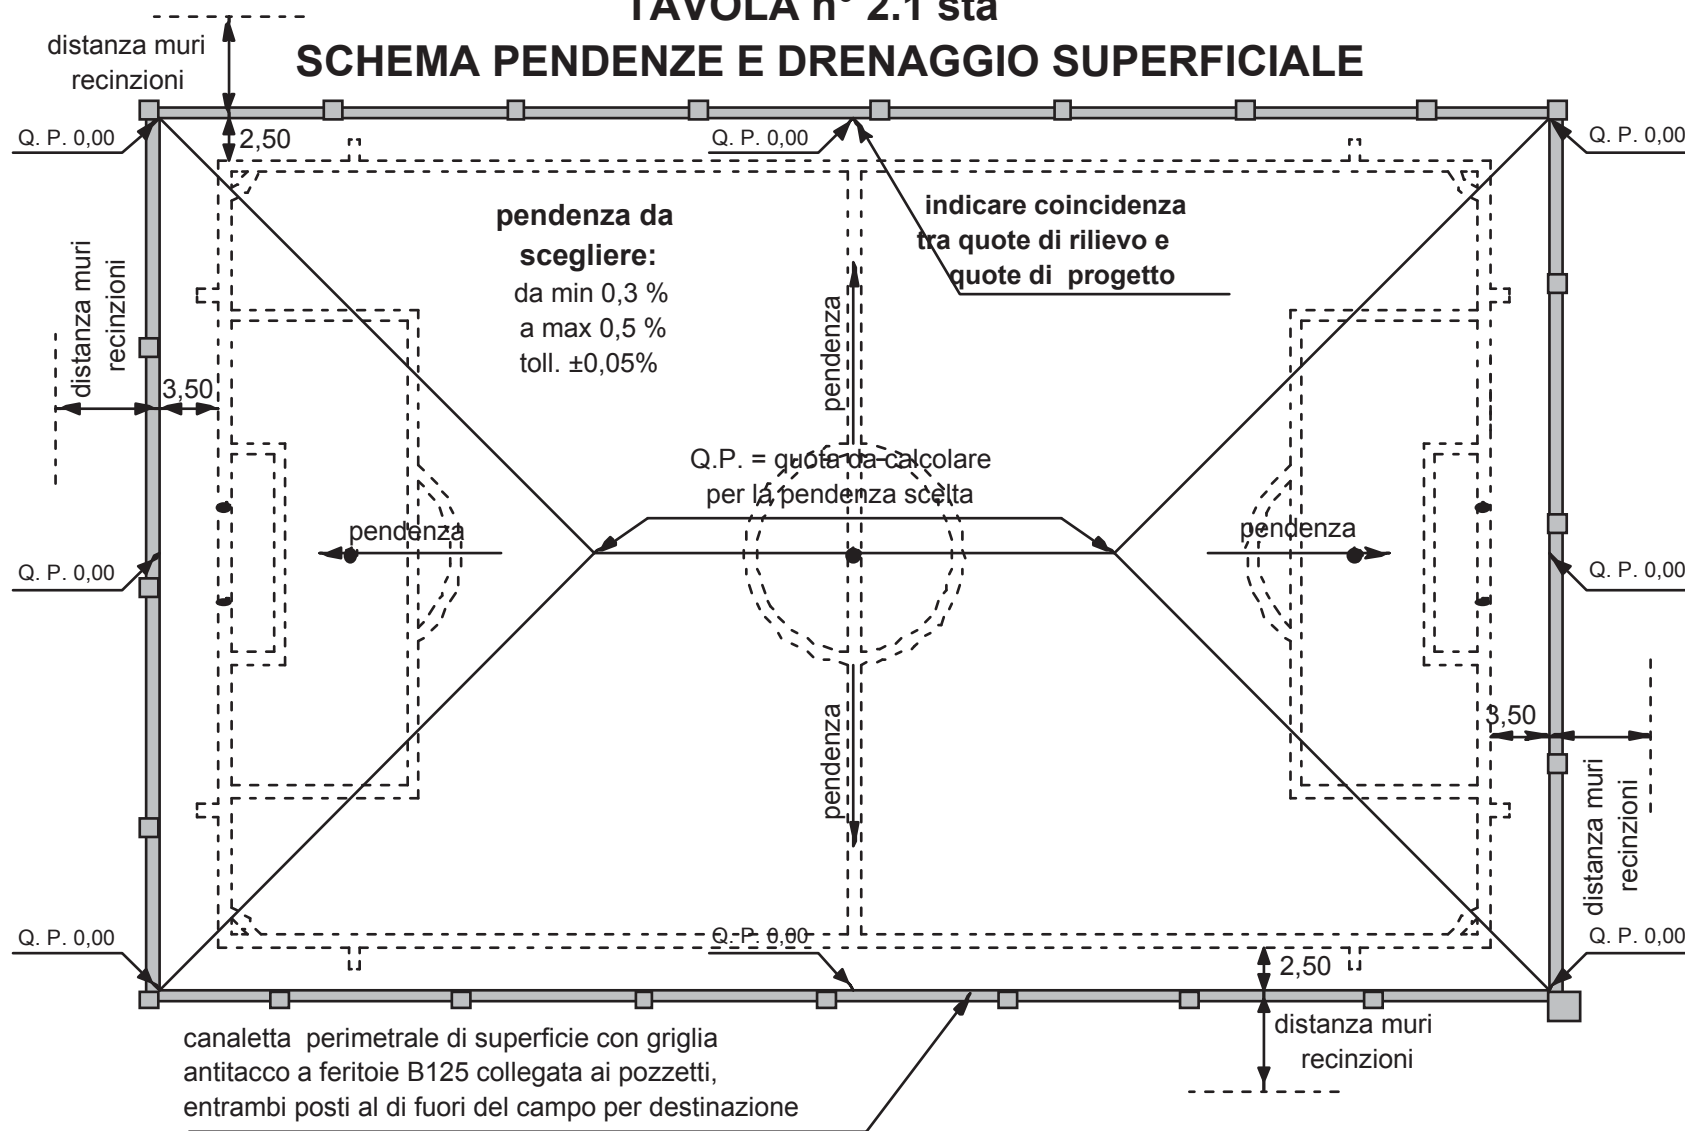 TAVOLA n° 2.1 sta
SCHEMA PENDENZE E DRENAGGIO SUPERFICIALE
distanza muri
recinzioni
Q. P. 0,00
2,50
Q. P. 0,00
Q. P. 0,00
pendenza da
scegliere:
da min 0,3 %
a max 0,5 %
toll. ±0,05%
indicare coincidenza
tra quote di rilievo e
quote di  progetto
distanza muri
recinzioni
3,50
pendenza
Q.P. = quota da calcolare
per la pendenza scelta
pendenza
pendenza
Q. P. 0,00
Q. P. 0,00
pendenza
3,50
distanza muri
recinzioni
Q. P. 0,00
Q. P. 0,00
Q. P. 0,00
2,50
distanza muri
recinzioni
canaletta  perimetrale di superficie con griglia
antitacco a feritoie B125 collegata ai pozzetti,
entrambi posti al di fuori del campo per destinazione